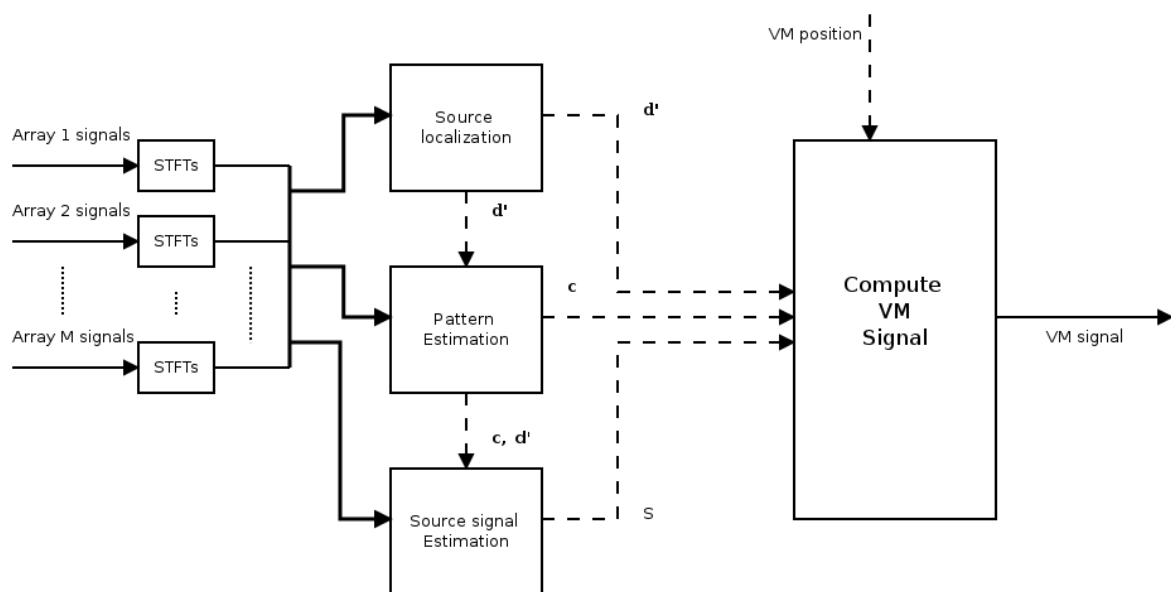 VM position
Array 1 signals
STFTs
Source
localization
d'
Array 2 signals
STFTs
d'
Array M signals
STFTs
Pattern
Estimation
c
Compute
VM
Signal
VM signal
c, d'
Source signal
Estimation
S